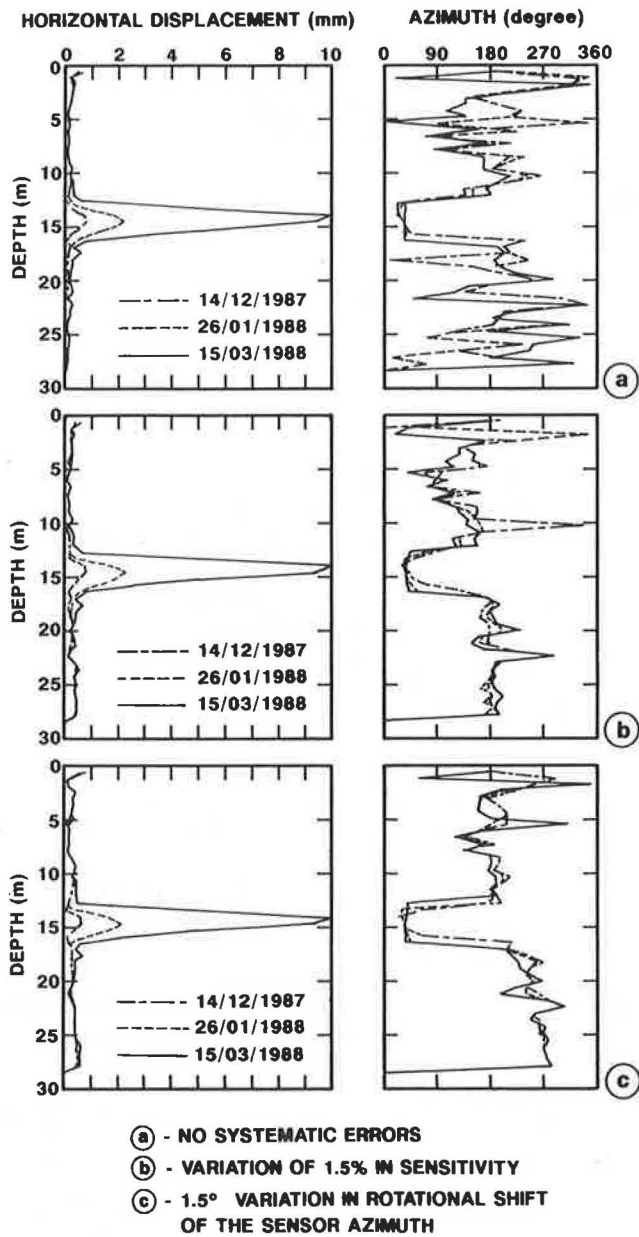 HORIZONTAL DISPLACEMENT (mm)
0 2 4 6 8 10
AZIMUTH (degree)
0 90 180 270 360
DEPTH (m)
0
5
10
15
20
25
30
14/12/1987
26/01/1988
15/03/1988
a
DEPTH (m)
0
5
10
15
20
25
30
14/12/1987
26/01/1988
15/03/1988
b
DEPTH (m)
0
5
10
15
20
25
30
14/12/1987
26/01/1988
15/03/1988
c
a - NO SYSTEMATIC ERRORS
b - VARIATION OF 1.5% IN SENSITIVITY
c - 1.5° VARIATION IN ROTATIONAL SHIFT
OF THE SENSOR AZIMUTH